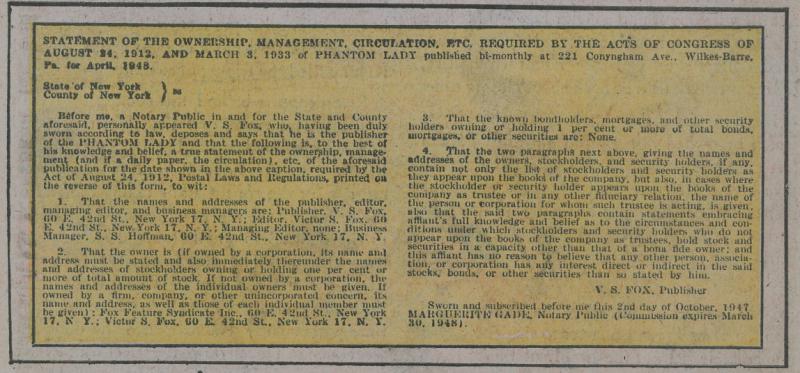 STATEMENT OF THE OWNERSHIP, MANAGEMENT, CIRCULATION, ETC. REQUIRED BY THE ACTS OF CONGRESS OF
AUGUST 24, 1912, AND MARCH 3, 1933 of PHANTOM LADY published bi-monthly at 221 Conyngham Ave., Wilkes-Barre,
Pa. for April, 1948.
State of New York
County of New York } ss
Before me, a Notary Public in and for the State and County
aforesaid, personally appeared V. S. Fox, who, having been duly
sworn according to law, deposes and says that he is the publisher
of the PHANTOM LADY and that the following is, to the best of
his knowledge and belief, a true statement of the ownership, manage-
ment (and if a daily paper, the circulation), etc. of the aforesaid
publication for the date shown in the above caption, required by the
Act of August 24, 1912, Postal Laws and Regulations, printed on
the reverse of this form, to wit:
1. That the names and addresses of the publisher, editor,
managing editor, and business managers are: Publisher, V. S. Fox,
60 E. 42nd St., New York 17, N. Y.; Editor, Victor S. Fox, 60
E. 42nd St., New York 17, N. Y.; Managing Editor, none; Business
Manager, S. S. Hoffman, 60 E. 42nd St., New York 17, N. Y.
2. That the owner is (if owned by a corporation, its name and
address must be stated and also immediately thereunder the names
and addresses of stockholders owning or holding one per cent or
more of total amount of stock. If not owned by a corporation, the
names and addresses of the individual owners must be given. If
owned by a firm, company, or other unincorporated concern, its
name and address, as well as those of each individual member must
be given): Fox Feature Syndicate Inc., 60 E. 42nd St., New York
17, N Y.; Victor S. Fox, 60 E. 42nd St., New York 17, N. Y.
3. That the known bondholders, mortgages, and other security
holders owning or holding 1 per cent or more of total bonds,
mortgages, or other securities are: None.
4. That the two paragraphs next above, giving the names and
addresses of the owners, stockholders, and security holders, if any,
contain not only the list of stockholders and security holders as
they appear upon the books of the company, but also, in cases where
the stockholder or security holder appears upon the books of the
company as trustee or in any other fiduciary relation, the name of
the person or corporation for whom such trustee is acting, is given,
also that the said two paragraphs contain statements embracing
affiant's full knowledge and belief as to the circumstances and con-
ditions under which stockholders and security holders who do not
appear upon the books of the company as trustees, hold stock and
securities in a capacity other than that of a bona fide owner; and
this affiant has no reason to believe that any other person, associa-
tion, or corporation has any interest direct or indirect in the said
stocks, bonds, or other securities than so stated by him.
V. S. FOX, Publisher
Sworn and subscribed before me this 2nd day of October, 1947
MARGUERITE GADE, Notary Public (Commission expires March
30, 1948).